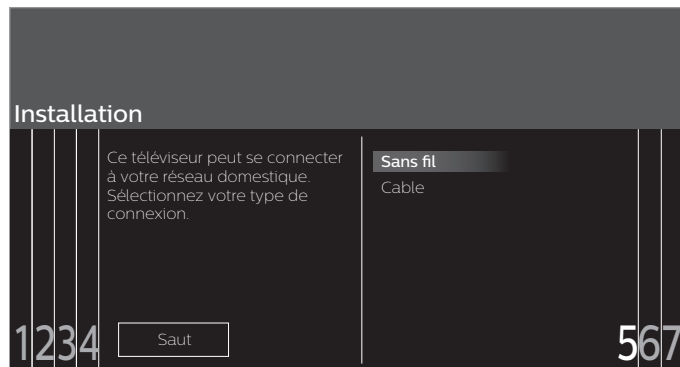 Installation
Ce téléviseur peut se connecter
à votre réseau domestique.
Sélectionnez votre type de
connexion.
Sans fil
Cable
Saut
1234
567